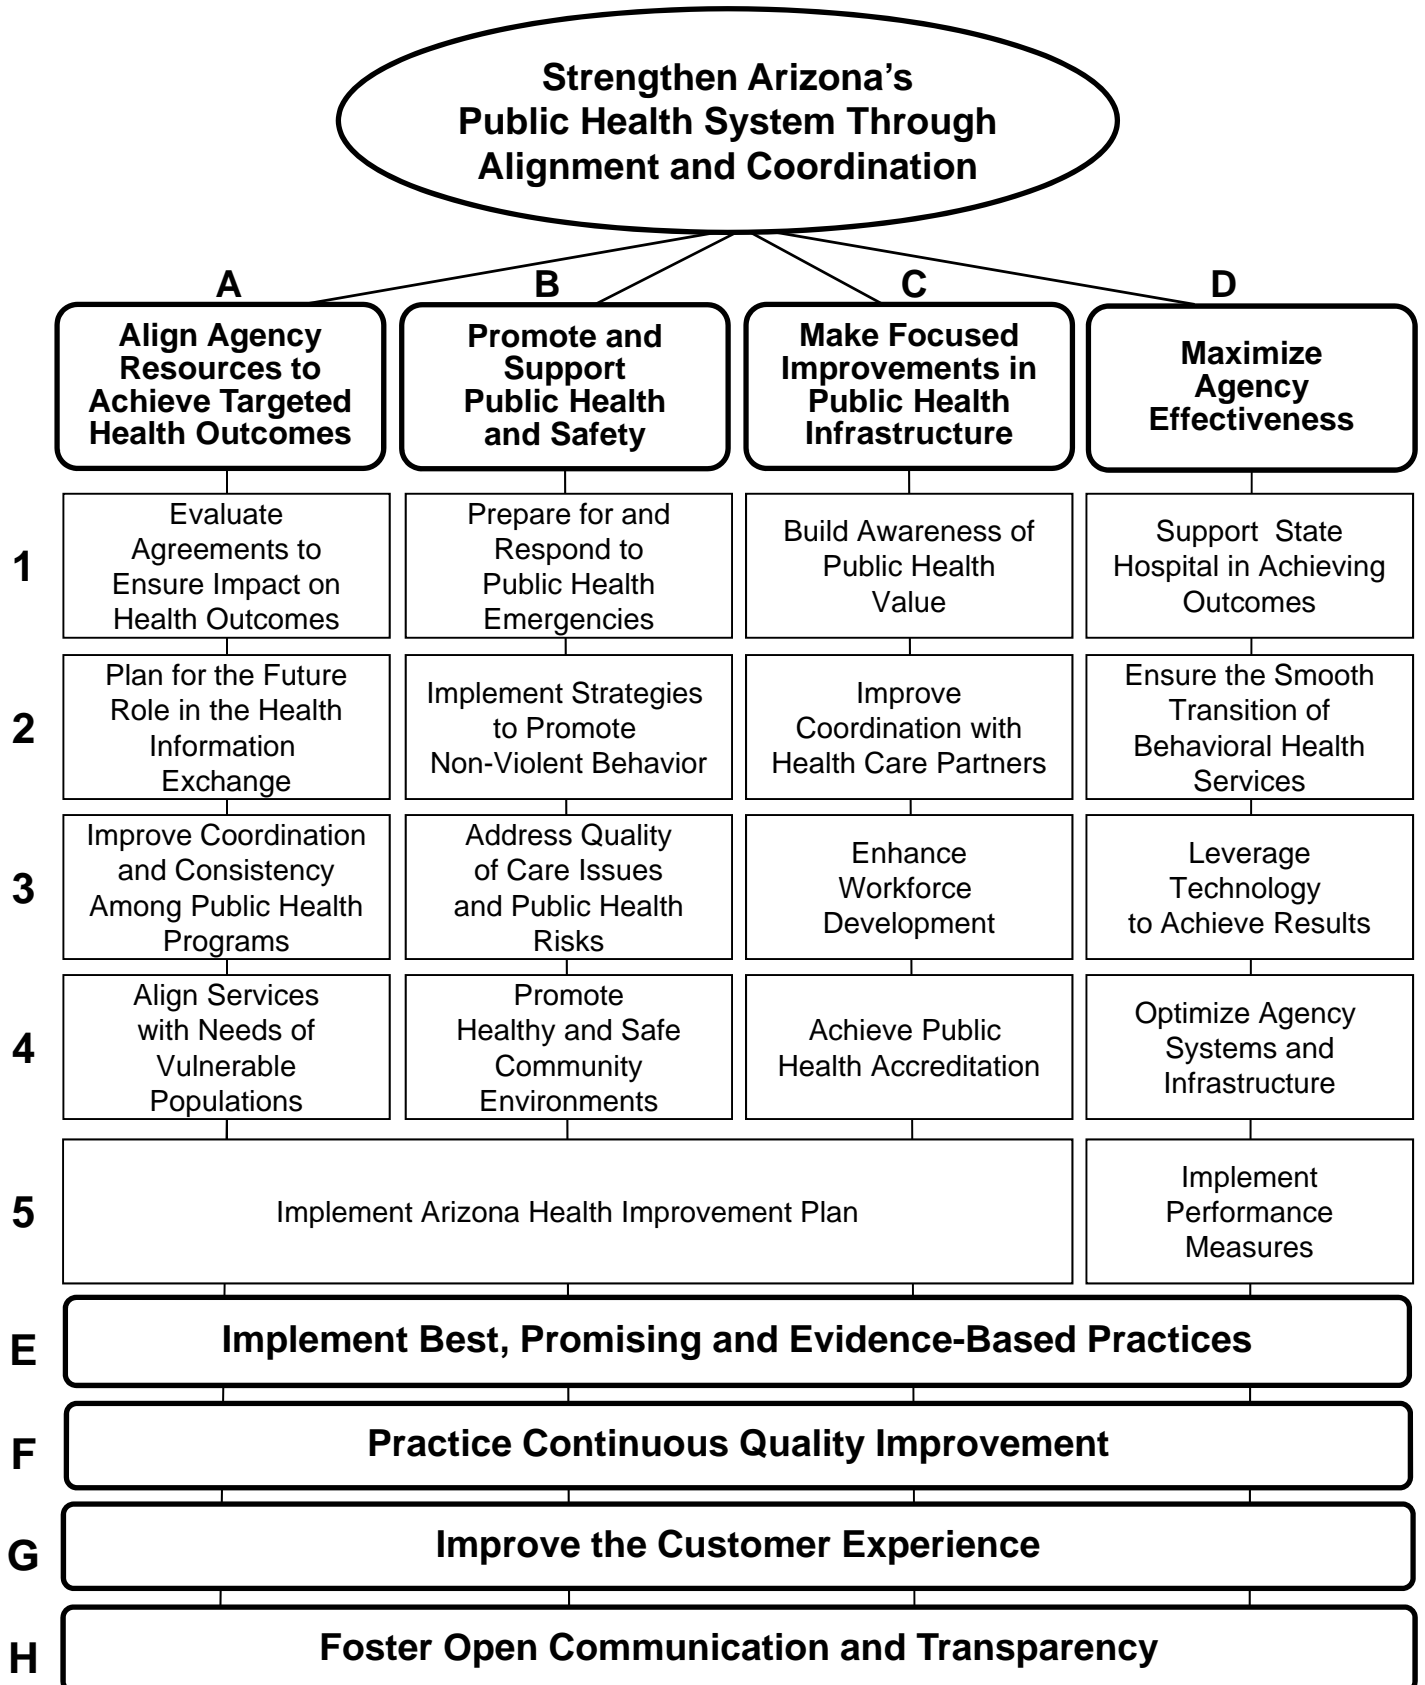 Strengthen Arizona’s
Public Health System Through
Alignment and Coordination
A
B
C
D
Align Agency
Resources to
Achieve Targeted
Health Outcomes
Promote and
Support
Public Health
and Safety
Make Focused
Improvements in
Public Health
Infrastructure
Maximize
Agency
Effectiveness
1
Evaluate
Agreements to
Ensure Impact on
Health Outcomes
Prepare for and
Respond to
Public Health
Emergencies
Build Awareness of
Public Health
Value
Support State
Hospital in Achieving
Outcomes
2
Plan for the Future
Role in the Health
Information
Exchange
Implement Strategies
to Promote
Non-Violent Behavior
Improve
Coordination with
Health Care Partners
Ensure the Smooth
Transition of
Behavioral Health
Services
3
Improve Coordination
and Consistency
Among Public Health
Programs
Address Quality
of Care Issues
and Public Health
Risks
Enhance
Workforce
Development
Leverage
Technology
to Achieve Results
4
Align Services
with Needs of
Vulnerable
Populations
Promote
Healthy and Safe
Community
Environments
Achieve Public
Health Accreditation
Optimize Agency
Systems and
Infrastructure
5
Implement Arizona Health Improvement Plan
Implement
Performance
Measures
E
Implement Best, Promising and Evidence-Based Practices
F
Practice Continuous Quality Improvement
G
Improve the Customer Experience
H
Foster Open Communication and Transparency